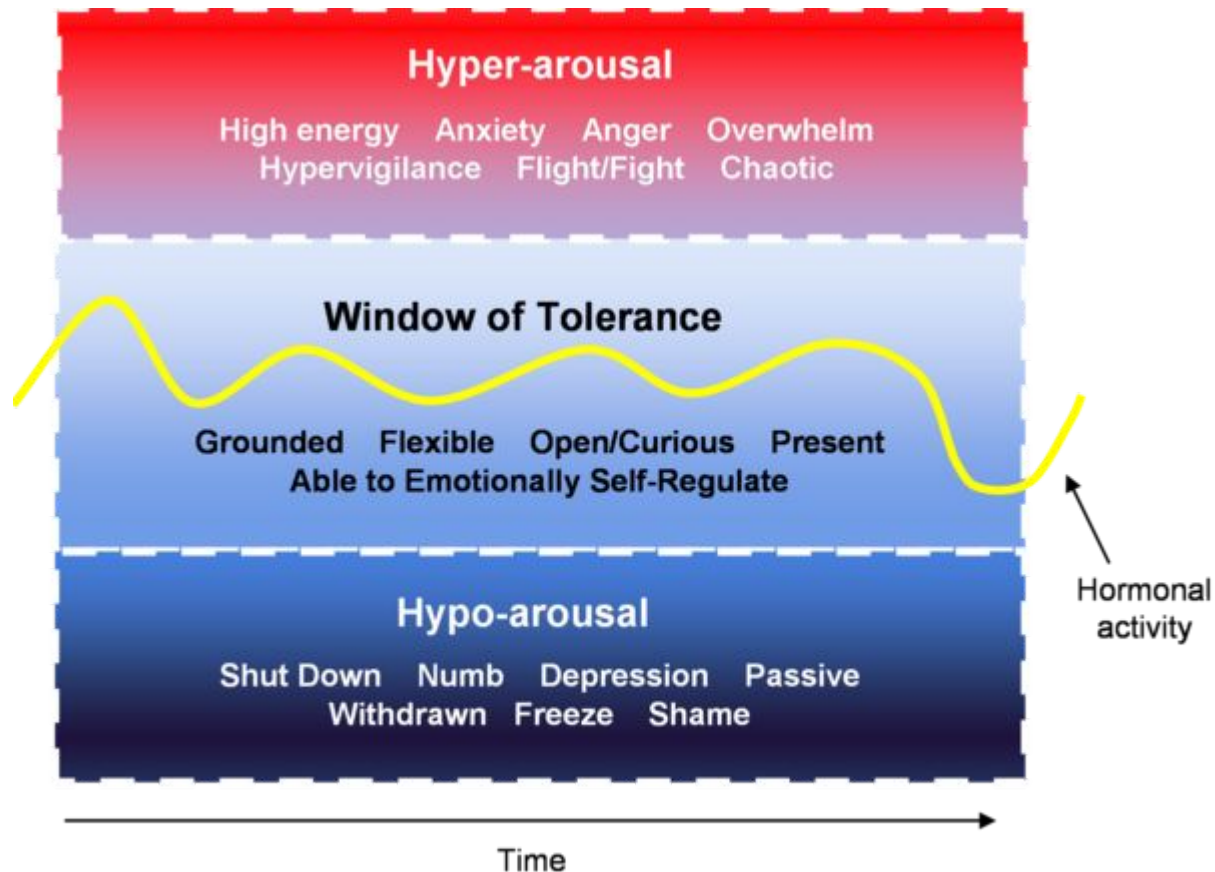 Hyper-arousal
High energy Anxiety Anger Overwhelm
Hypervigilance Flight/Fight Chaotic
Window of Tolerance
Grounded Flexible Open/Curious Present
Able to Emotionally Self-Regulate
Hormonal
activity
Hypo-arousal
Shut Down Numb Depression Passive
Withdrawn Freeze Shame
Time